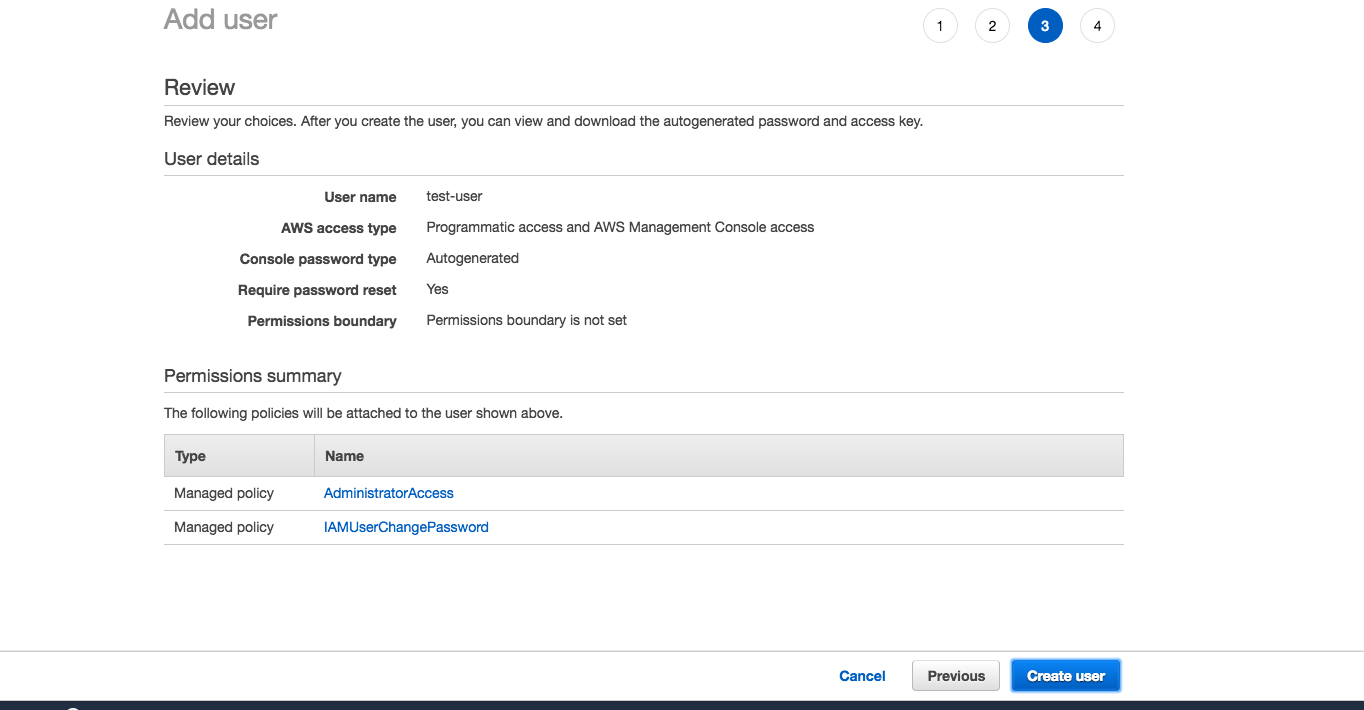 Add user
1 2 3 4
Review
Review your choices. After you create the user, you can view and download the autogenerated password and access key.
User details
User name test-user
AWS access type Programmatic access and AWS Management Console access
Console password type Autogenerated
Require password reset Yes
Permissions boundary Permissions boundary is not set
Permissions summary
The following policies will be attached to the user shown above.
Type Name
Managed policy AdministratorAccess
Managed policy IAMUserChangePassword
Cancel Previous Create user